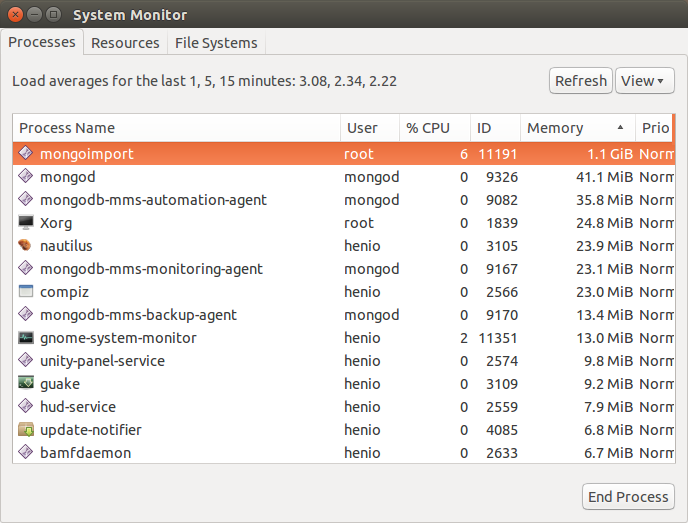 System Monitor
Processes Resources File Systems
Load averages for the last 1, 5, 15 minutes: 3.08, 2.34, 2.22 Refresh View
Process Name User % CPU ID Memory Prio
mongoimport root 6 11191 1.1 GiB Norm
mongod mongod 0 9326 41.1 MiB Norm
mongodb-mms-automation-agent mongod 0 9082 35.8 MiB Norm
Xorg root 0 1839 24.8 MiB Norm
nautilus henio 0 3105 23.9 MiB Norm
mongodb-mms-monitoring-agent mongod 0 9167 23.1 MiB Norm
compiz henio 0 2566 23.0 MiB Norm
mongodb-mms-backup-agent mongod 0 9170 13.4 MiB Norm
gnome-system-monitor henio 2 11351 13.0 MiB Norm
unity-panel-service henio 0 2574 9.8 MiB Norm
guake henio 0 3109 9.2 MiB Norm
hud-service henio 0 2559 7.9 MiB Norm
update-notifier henio 0 4085 6.8 MiB Norm
bamfdaemon henio 0 2633 6.7 MiB Norm
End Process